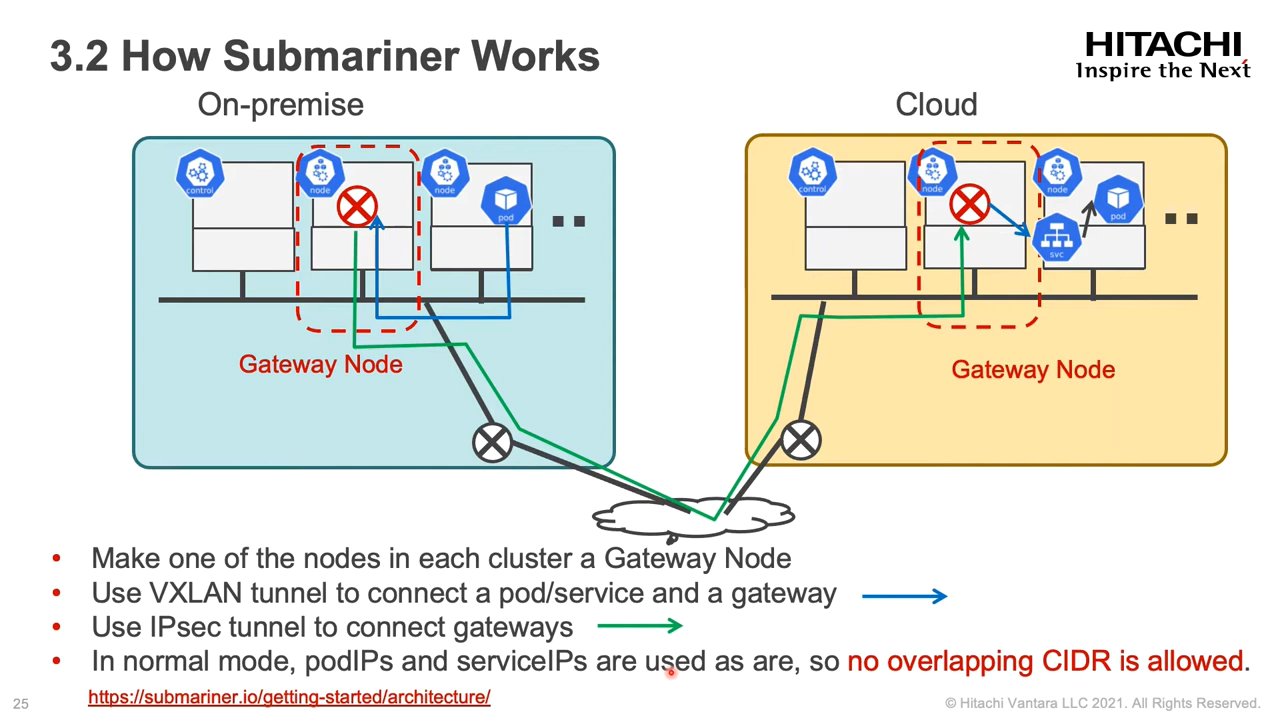 3.2 How Submariner Works
HITACHI
Inspire the Next
On-premise
Cloud
control
node
node
pod
control
node
node
pod
svc
Gateway Node
Gateway Node
• Make one of the nodes in each cluster a Gateway Node
• Use VXLAN tunnel to connect a pod/service and a gateway
• Use IPsec tunnel to connect gateways
• In normal mode, podIPs and serviceIPs are used as are, so no overlapping CIDR is allowed.
25
https://submariner.io/getting-started/architecture/
© Hitachi Vantara LLC 2021. All Rights Reserved.